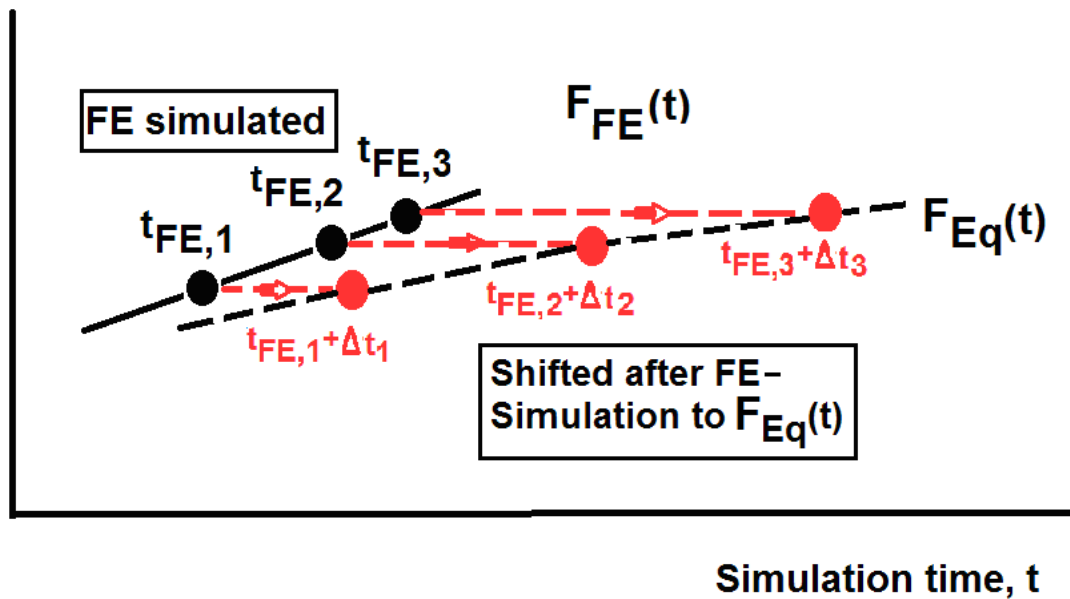 FE simulated
F_FE(t)
t_FE,3
t_FE,2
t_FE,1
F_Eq(t)
t_FE,3+Δt_3
t_FE,2+Δt_2
t_FE,1+Δt_1
Shifted after FE–
Simulation to F_Eq(t)
Simulation time, t